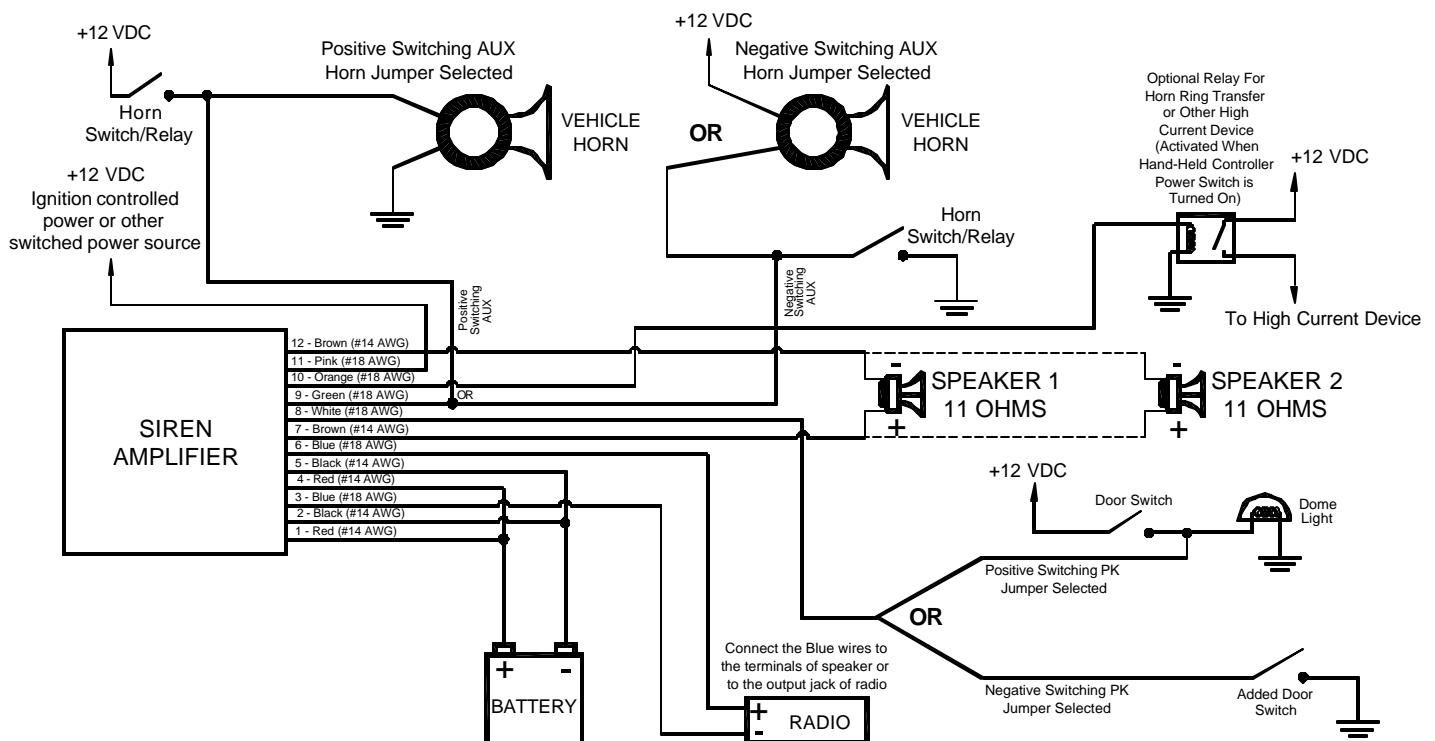 +12 VDC
Horn
Switch/Relay
Positive Switching AUX
Horn Jumper Selected
VEHICLE
HORN
+12 VDC
Negative Switching AUX
Horn Jumper Selected
OR
VEHICLE
HORN
Optional Relay For
Horn Ring Transfer
or Other High
Current Device
(Activated When
Hand-Held Controller
Power Switch is
Turned On)
+12 VDC
To High Current Device
+12 VDC
Ignition controlled
power or other
switched power source
Horn
Switch/Relay
Positive
Switching
AUX
Negative
Switching
AUX
SIREN
AMPLIFIER
12 - Brown (#14 AWG)
11 - Pink (#18 AWG)
10 - Orange (#18 AWG)
9 - Green (#18 AWG)
OR
8 - White (#18 AWG)
7 - Brown (#14 AWG)
6 - Blue (#18 AWG)
5 - Black (#14 AWG)
4 - Red (#14 AWG)
3 - Blue (#18 AWG)
2 - Black (#14 AWG)
1 - Red (#14 AWG)
-
SPEAKER 1
11 OHMS
+
-
SPEAKER 2
11 OHMS
+
+12 VDC
Door Switch
Dome
Light
Positive Switching PK
Jumper Selected
OR
Negative Switching PK
Jumper Selected
Added Door
Switch
Connect the Blue wires to
the terminals of speaker or
to the output jack of radio
+ -
BATTERY
+
-
RADIO